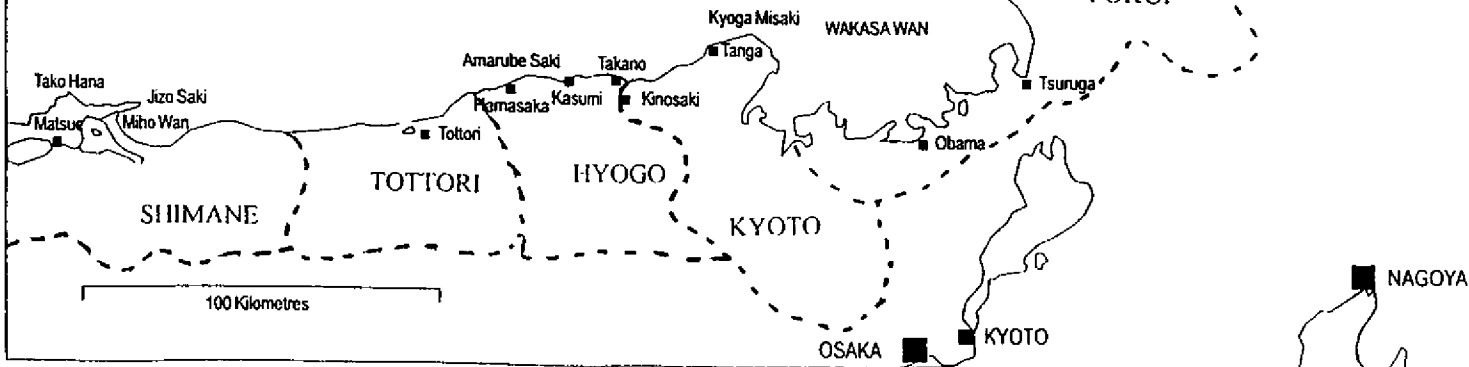 Kyoga Misaki
WAKASA WAN
Tanga
Amarube Saki
Takano
Tako Hana
Jizo Saki
Hamasaka
Kasumi
Kinosaki
Tsuruga
Matsue
Miho Wan
Tottori
Obama
TOTTORI
HYOGO
SHIMANE
KYOTO
100 Kilometres
NAGOYA
OSAKA
KYOTO